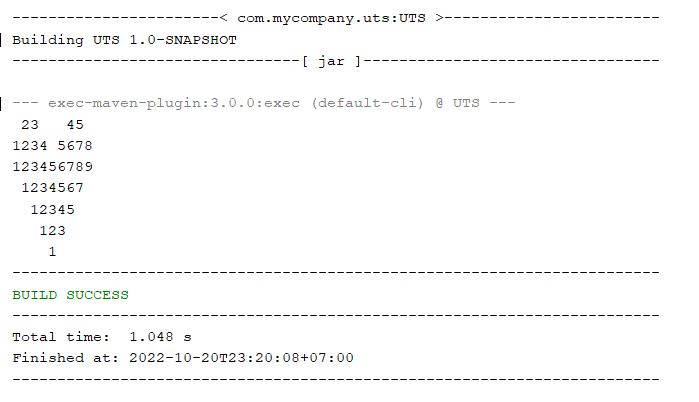 ------------------------< com.mycompany.uts:UTS >------------------------
Building UTS 1.0-SNAPSHOT
--------------------------------[ jar ]---------------------------------

--- exec-maven-plugin:3.0.0:exec (default-cli) @ UTS ---
 23   45
1234 5678
123456789
 1234567
  12345
   123
    1
------------------------------------------------------------------------
BUILD SUCCESS
------------------------------------------------------------------------
Total time:  1.048 s
Finished at: 2022-10-20T23:20:08+07:00
------------------------------------------------------------------------